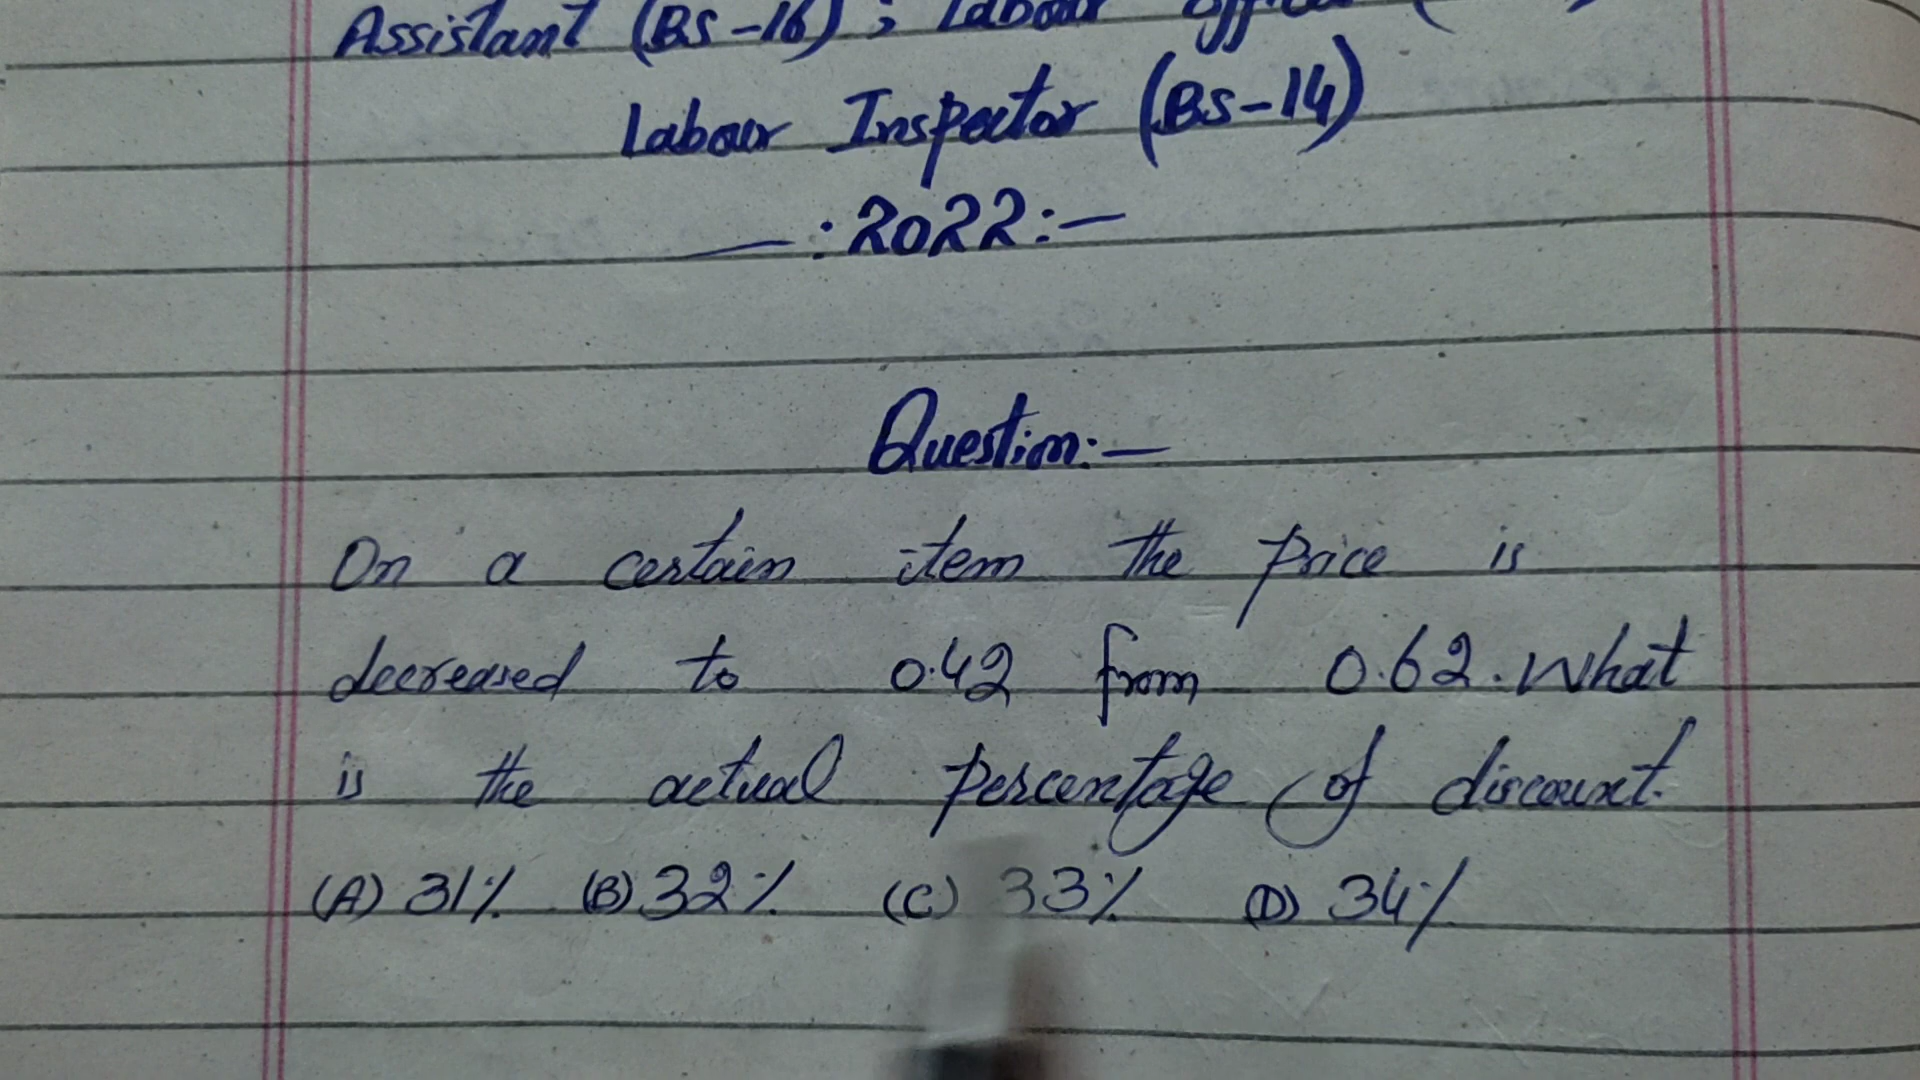 Assistant (BS-16); Labour Officer
Labour Inspector (BS-14)
—:2022:—
Question:—
On a certain item the price is
decreased to 0.42 from 0.62. What
is the actual percentage of discount.
(A) 31% (B) 32% (C) 33% (D) 34%